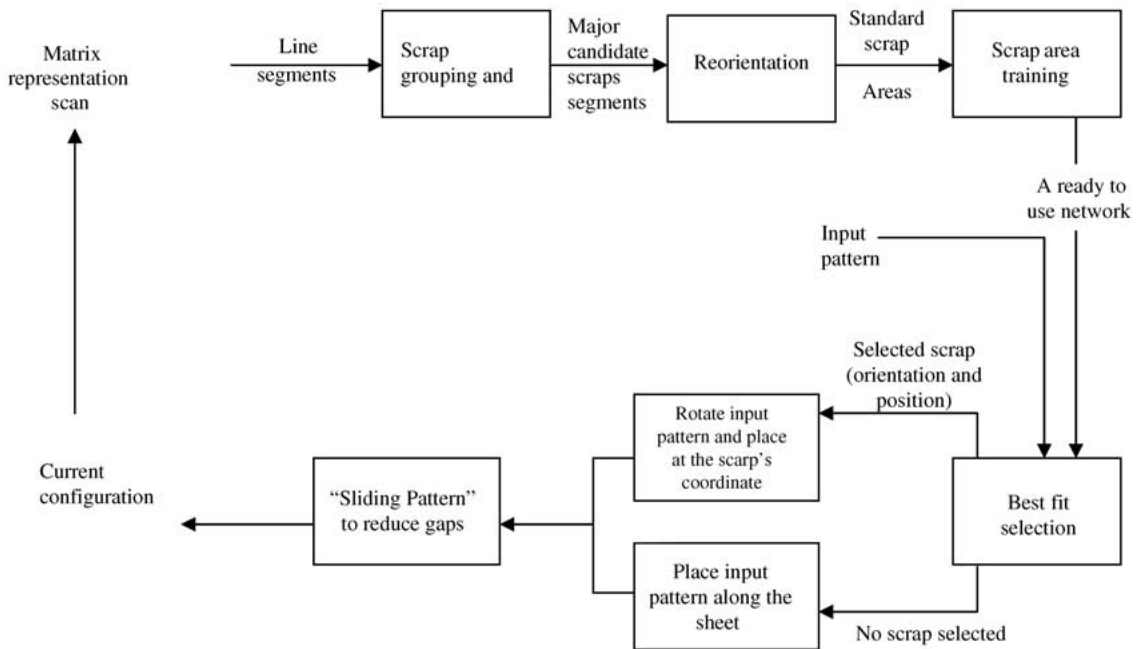 Matrix
representation
scan
Line
segments
Scrap
grouping and
Major
candidate
scraps
segments
Reorientation
Standard
scrap
Areas
Scrap area
training
A ready to
use network
Input
pattern
Selected scrap
(orientation and
position)
Rotate input
pattern and place
at the scarp's
coordinate
Best fit
selection
Current
configuration
“Sliding Pattern”
to reduce gaps
Place input
pattern along the
sheet
No scrap selected